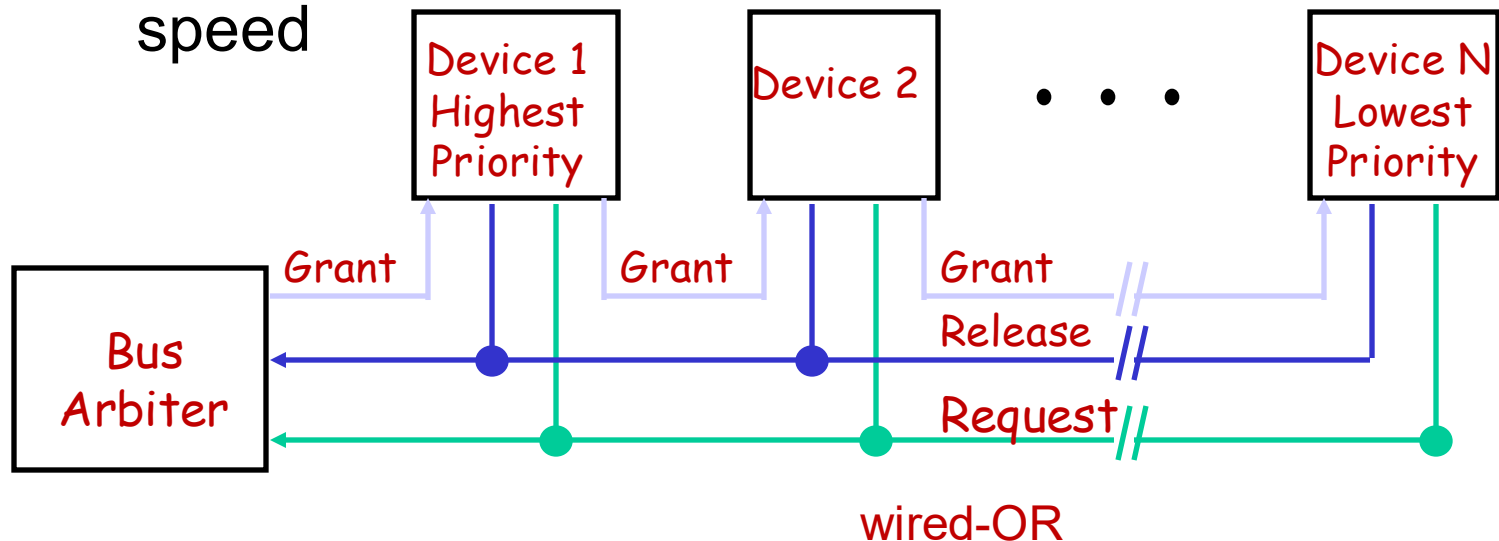 speed
Device 1
Highest
Priority
Device 2
Device N
Lowest
Priority
Grant
Grant
Grant
Release
Bus
Arbiter
Request
wired-OR